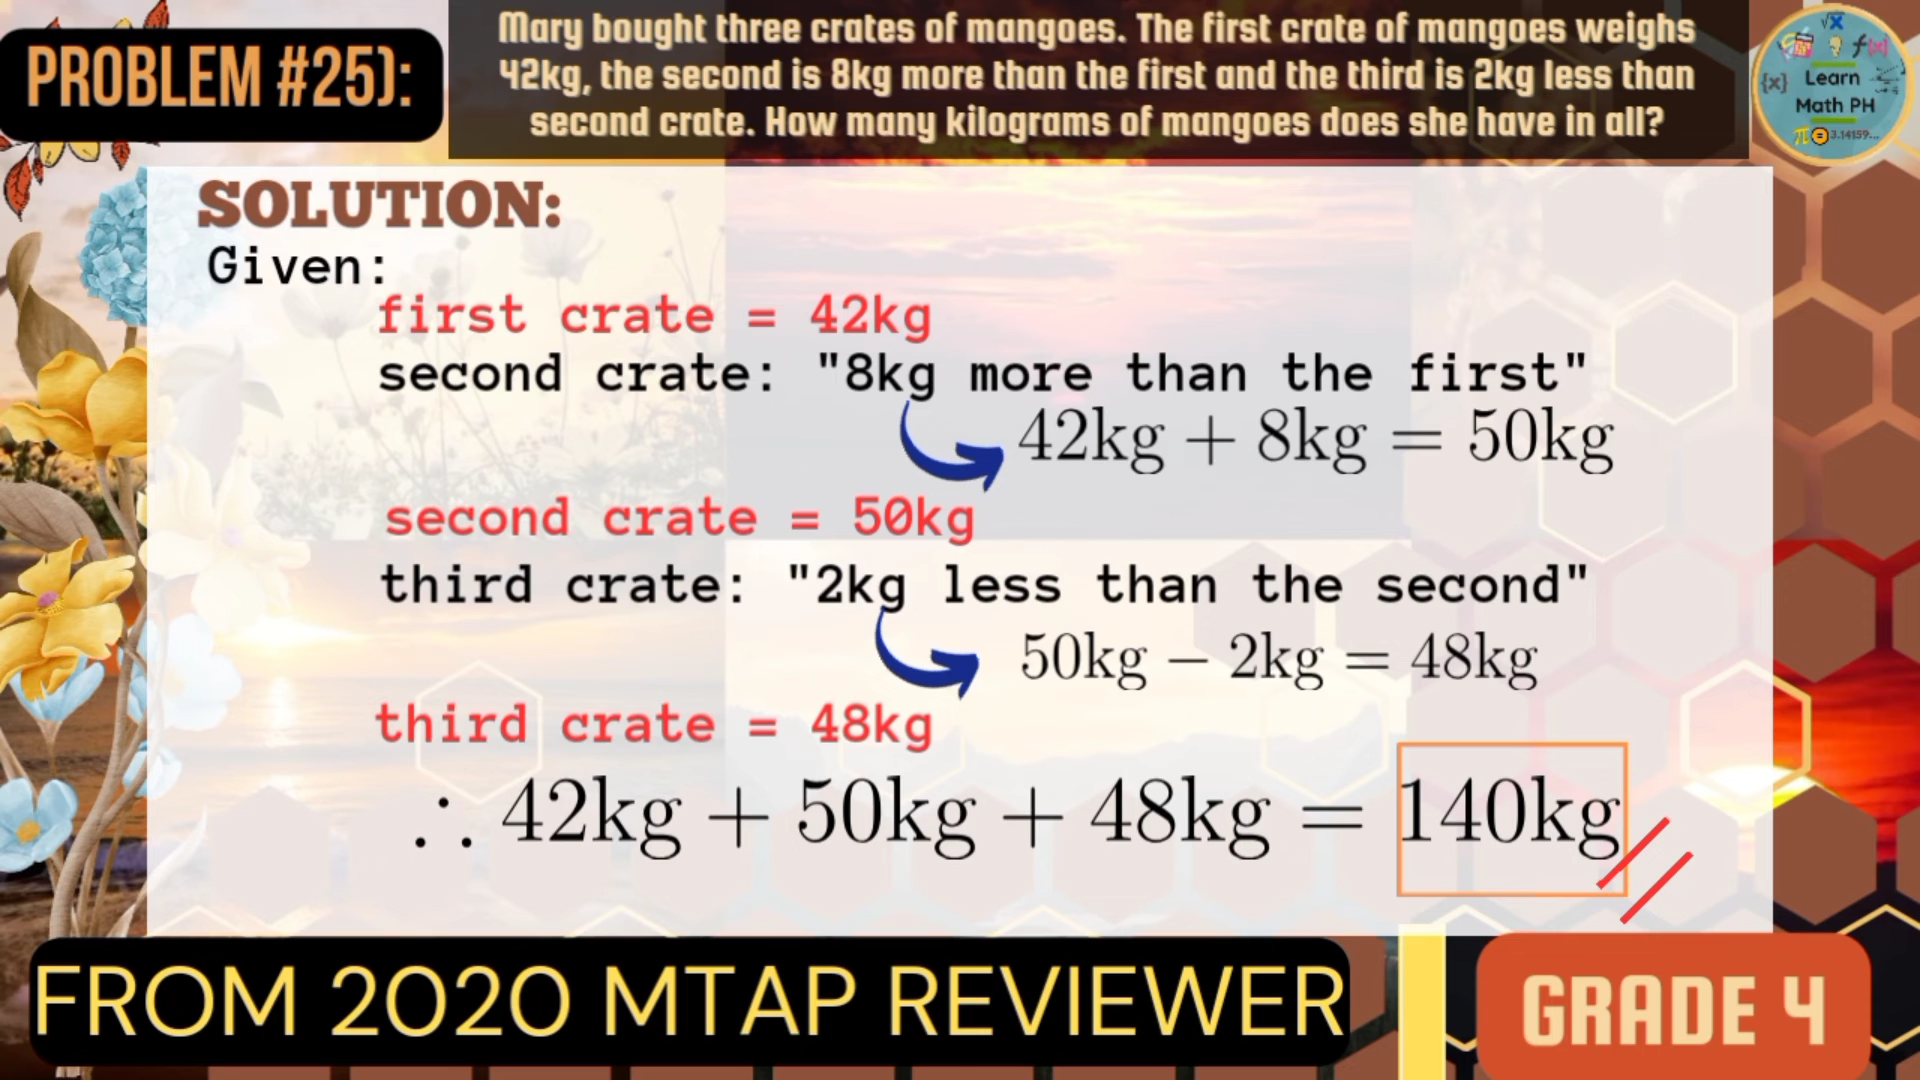 PROBLEM #25):
Mary bought three crates of mangoes. The first crate of mangoes weighs
42kg, the second is 8kg more than the first and the third is 2kg less than
second crate. How many kilograms of mangoes does she have in all?
√x
f(x)
{x}
Learn
Math PH
π
=
3.14159...
SOLUTION:
Given:
first crate = 42kg
second crate: "8kg more than the first"
42kg + 8kg = 50kg
second crate = 50kg
third crate: "2kg less than the second"
50kg − 2kg = 48kg
third crate = 48kg
∴ 42kg + 50kg + 48kg = 140kg
FROM 2020 MTAP REVIEWER
GRADE 4